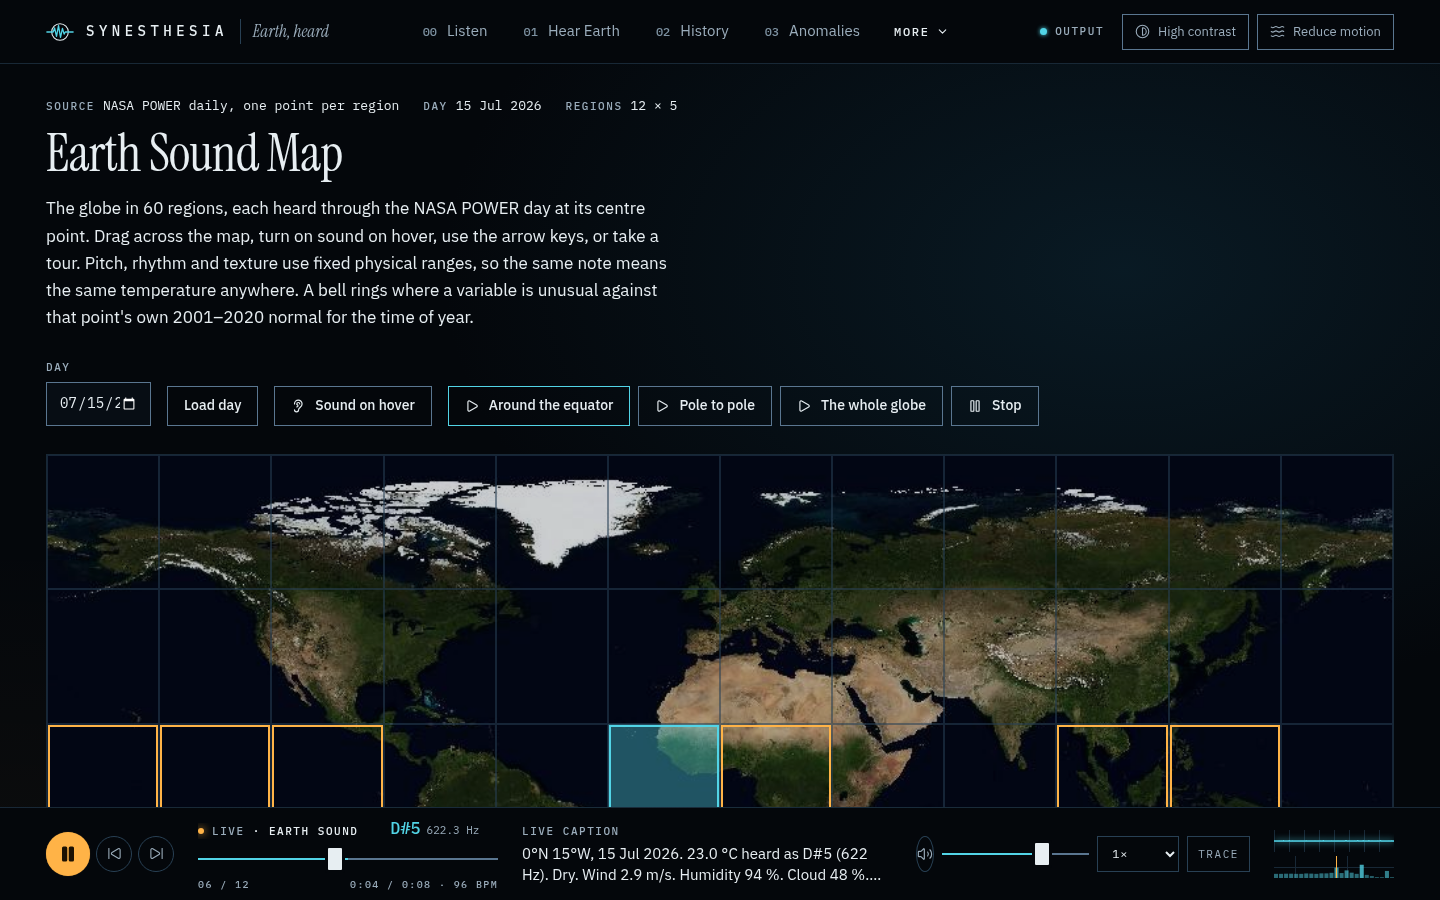 SYNESTHESIA Earth, heard
00 Listen 01 Hear Earth 02 History 03 Anomalies MORE
OUTPUT High contrast Reduce motion
SOURCE NASA POWER daily, one point per region DAY 15 Jul 2026 REGIONS 12 × 5
Earth Sound Map
The globe in 60 regions, each heard through the NASA POWER day at its centre
point. Drag across the map, turn on sound on hover, use the arrow keys, or take a
tour. Pitch, rhythm and texture use fixed physical ranges, so the same note means
the same temperature anywhere. A bell rings where a variable is unusual against
that point's own 2001–2020 normal for the time of year.
DAY
07/15/2 Load day Sound on hover Around the equator Pole to pole The whole globe Stop
LIVE · EARTH SOUND D#5 622.3 Hz
06 / 12 0:04 / 0:08 · 96 BPM
LIVE CAPTION
0°N 15°W, 15 Jul 2026. 23.0 °C heard as D#5 (622
Hz). Dry. Wind 2.9 m/s. Humidity 94 %. Cloud 48 %....
1× TRACE